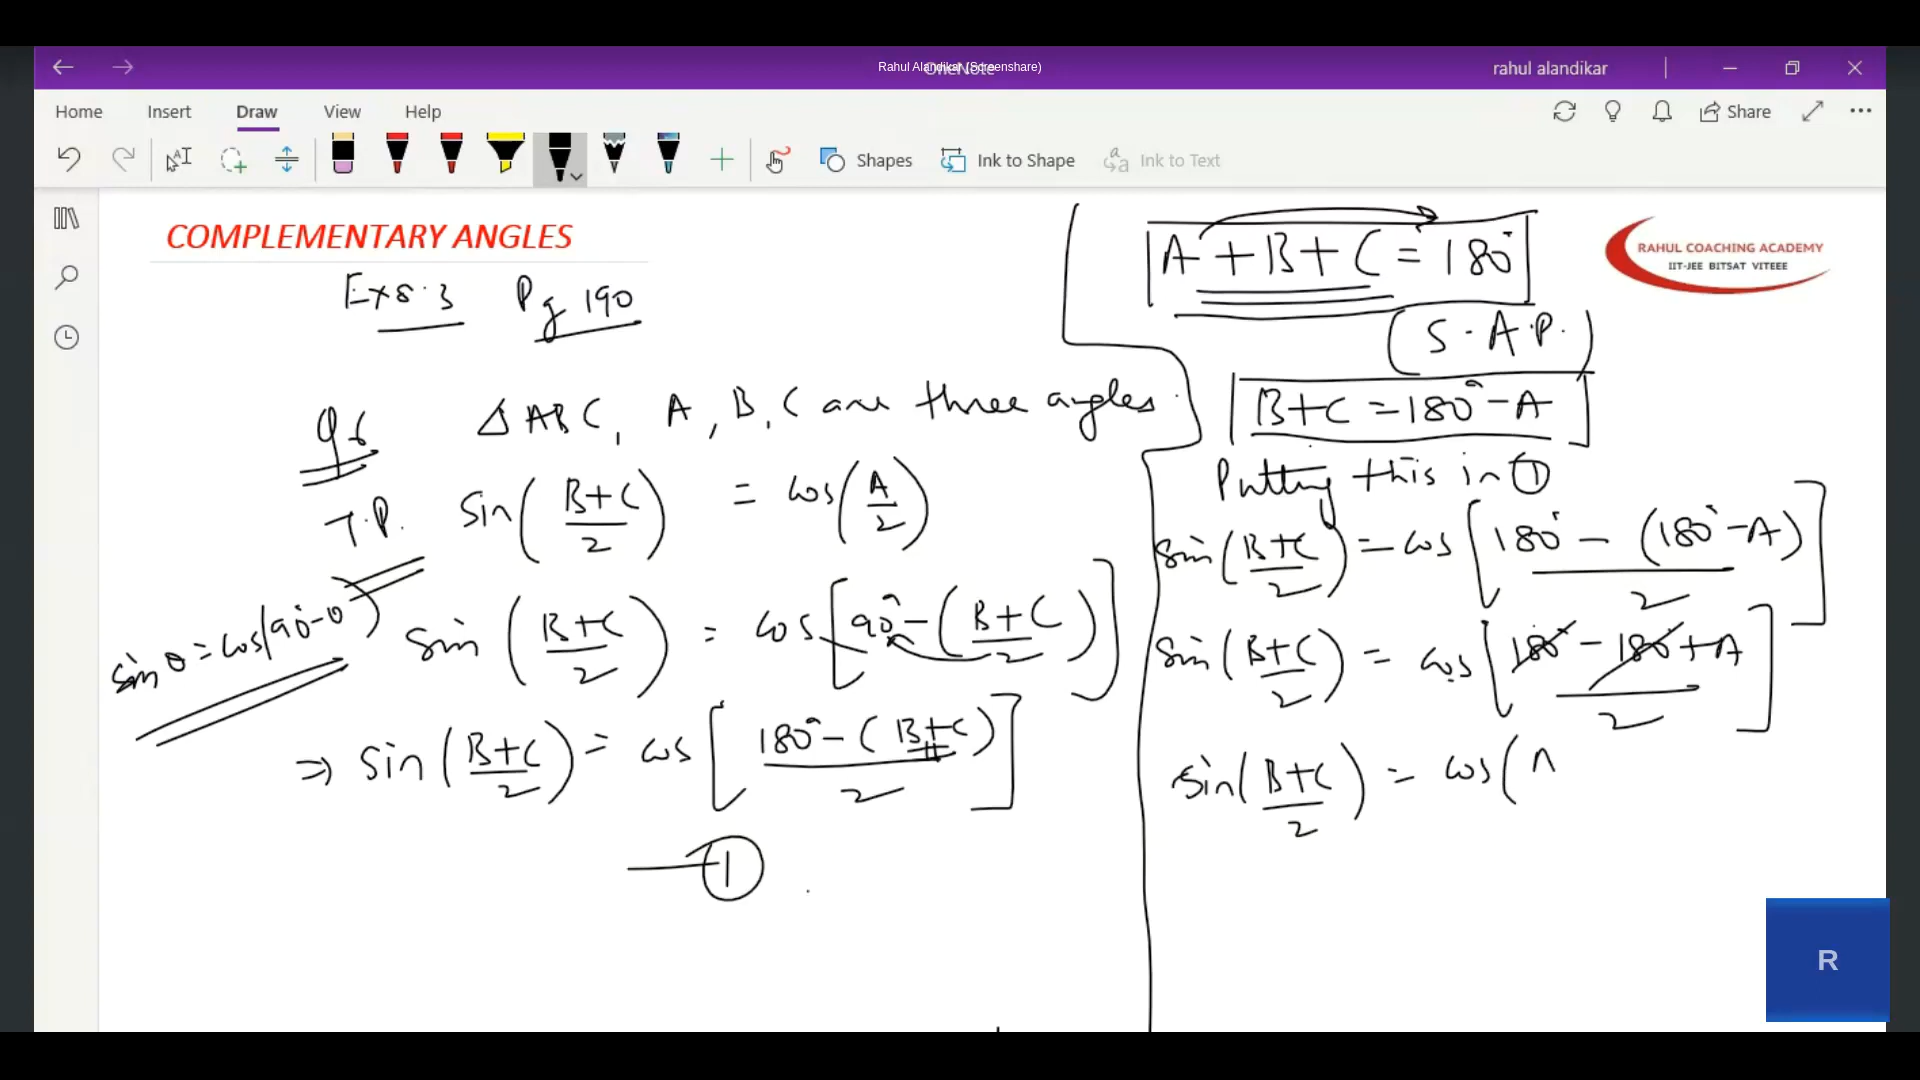 Rahul Alandikar (Screenshare)
rahul alandikar
Home Insert Draw View Help
Share
Shapes Ink to Shape Ink to Text
COMPLEMENTARY ANGLES
Ex 8.3 Pg 190
Q6 △ABC, A, B, C are three angles.
T.P. sin((B+C)/2) = cos(A/2)
sinθ = cos(90°-θ)
sin((B+C)/2) = cos[90° - ((B+C)/2)]
⇒ sin((B+C)/2) = cos[(180° - (B+C))/2]
—①
A + B + C = 180°
(S.A.P.)
B+C = 180° - A
Putting this in ①
sin((B+C)/2) = cos[(180° - (180° - A))/2]
sin((B+C)/2) = cos[(180° - 180° + A)/2]
sin((B+C)/2) = cos(
RAHUL COACHING ACADEMY
IIT-JEE BITSAT VITEEE
R